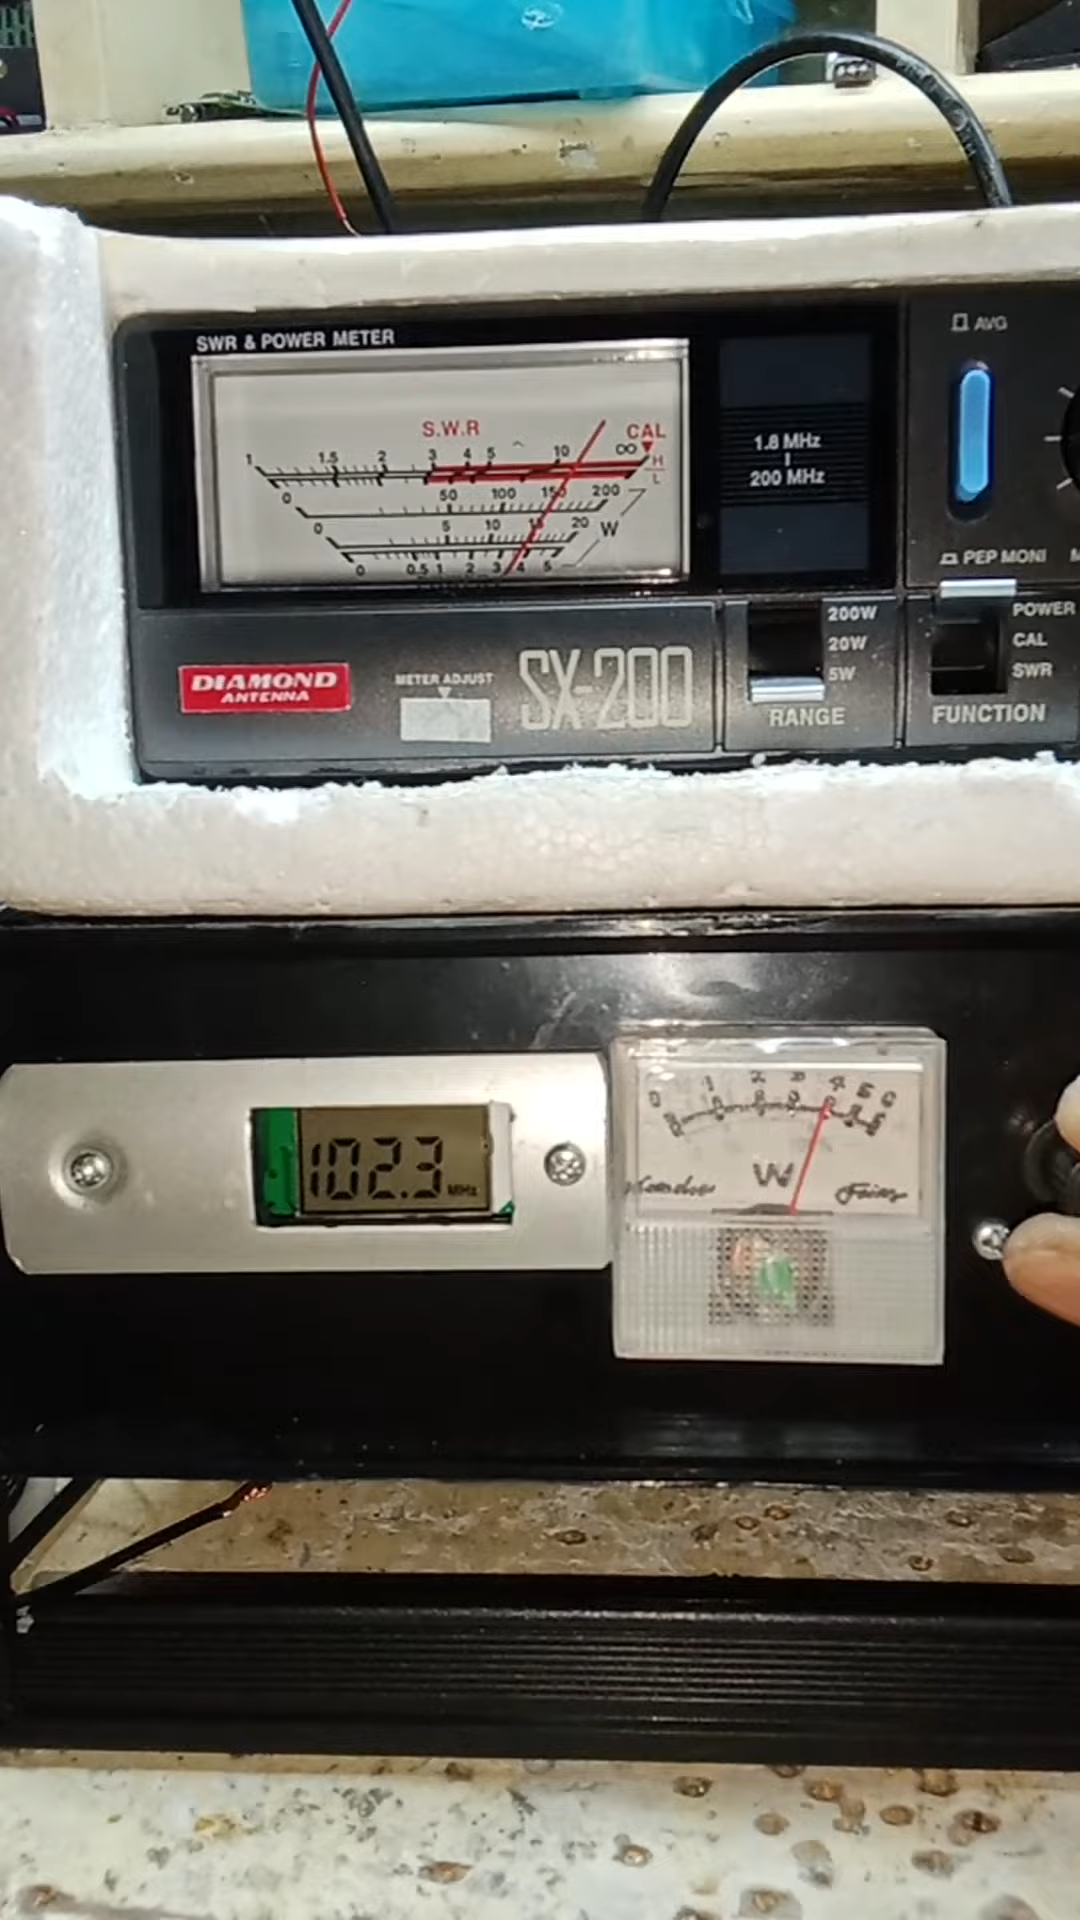 SWR & POWER METER
AVG
S.W.R
CAL
1 1.5 2 3 4 5 10 ∞
H
L
0 50 100 150 200
0 5 10 15 20 W
0 0.5 1 2 3 4 5
1.8 MHz
200 MHz
PEP MONI
200W
20W
5W
RANGE
POWER
CAL
SWR
FUNCTION
DIAMOND
ANTENNA
METER ADJUST
SX-200
0 1 2 3 4 5 6
102.3 MHz
W